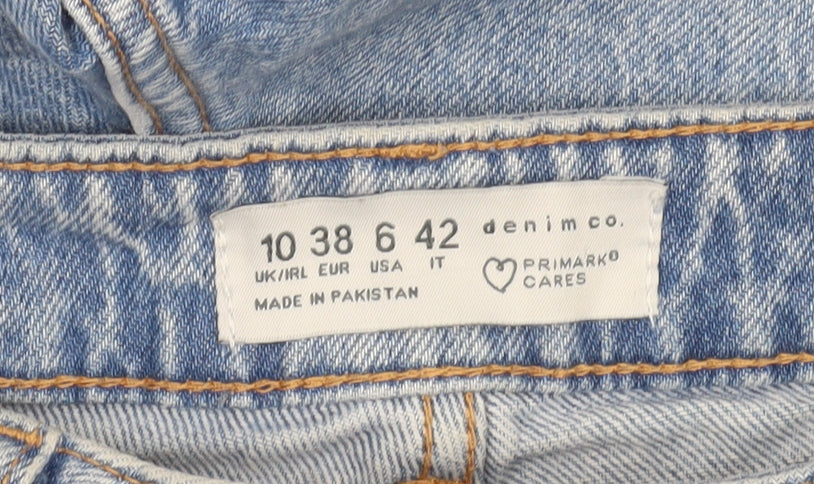 10 38 6 42
UK/IRL EUR USA IT
MADE IN PAKISTAN
denim co.
PRIMARK®
CARES